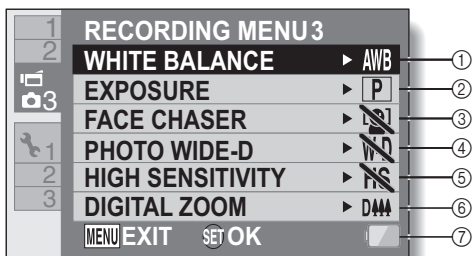 1 RECORDING MENU 3
2 WHITE BALANCE AWB ①
3 EXPOSURE P ②
FACE CHASER ③
1 PHOTO WIDE-D W-D ④
2 HIGH SENSITIVITY HS ⑤
3 DIGITAL ZOOM D ⑥
MENU EXIT SET OK ⑦